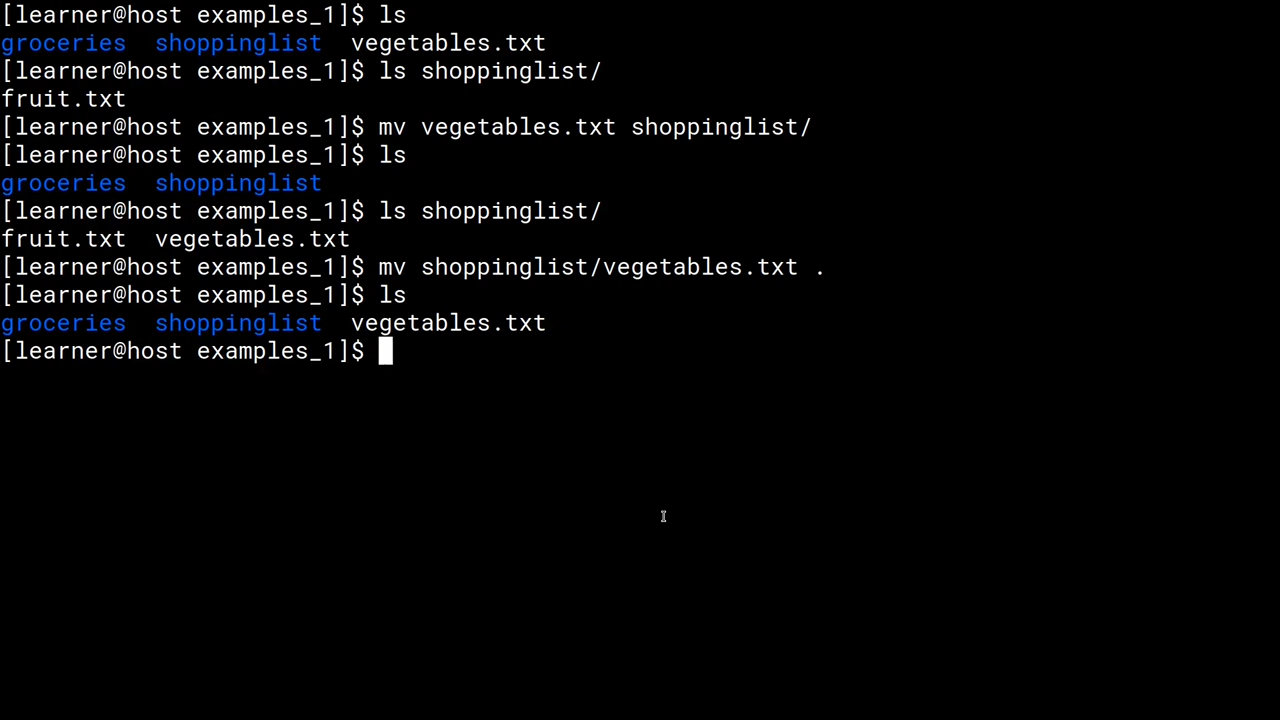 [learner@host examples_1]$ ls
groceries  shoppinglist  vegetables.txt
[learner@host examples_1]$ ls shoppinglist/
fruit.txt
[learner@host examples_1]$ mv vegetables.txt shoppinglist/
[learner@host examples_1]$ ls
groceries  shoppinglist
[learner@host examples_1]$ ls shoppinglist/
fruit.txt  vegetables.txt
[learner@host examples_1]$ mv shoppinglist/vegetables.txt .
[learner@host examples_1]$ ls
groceries  shoppinglist  vegetables.txt
[learner@host examples_1]$